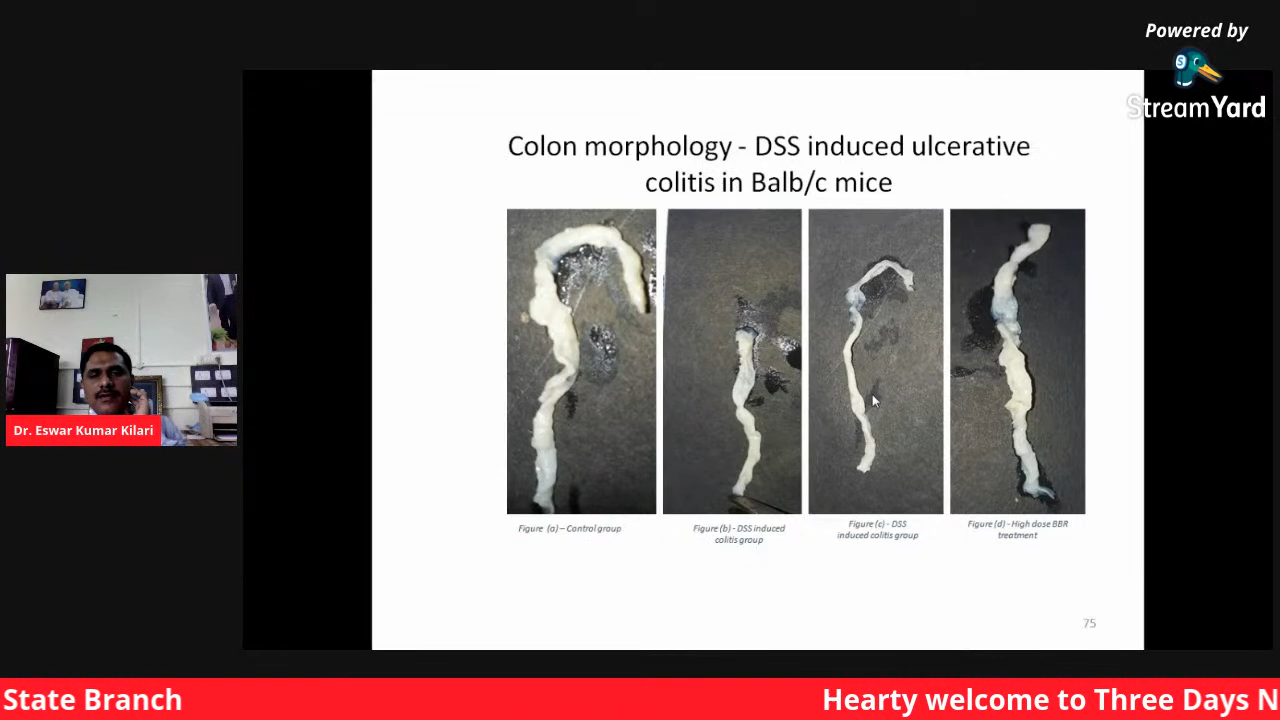 Powered by
StreamYard
Colon morphology - DSS induced ulcerative
colitis in Balb/c mice
Figure (a) – Control group
Figure (b) - DSS induced
colitis group
Figure (c) - DSS
induced colitis group
Figure (d) - High dose BBR
treatment
75
Dr. Eswar Kumar Kilari
State Branch
Hearty welcome to Three Days N